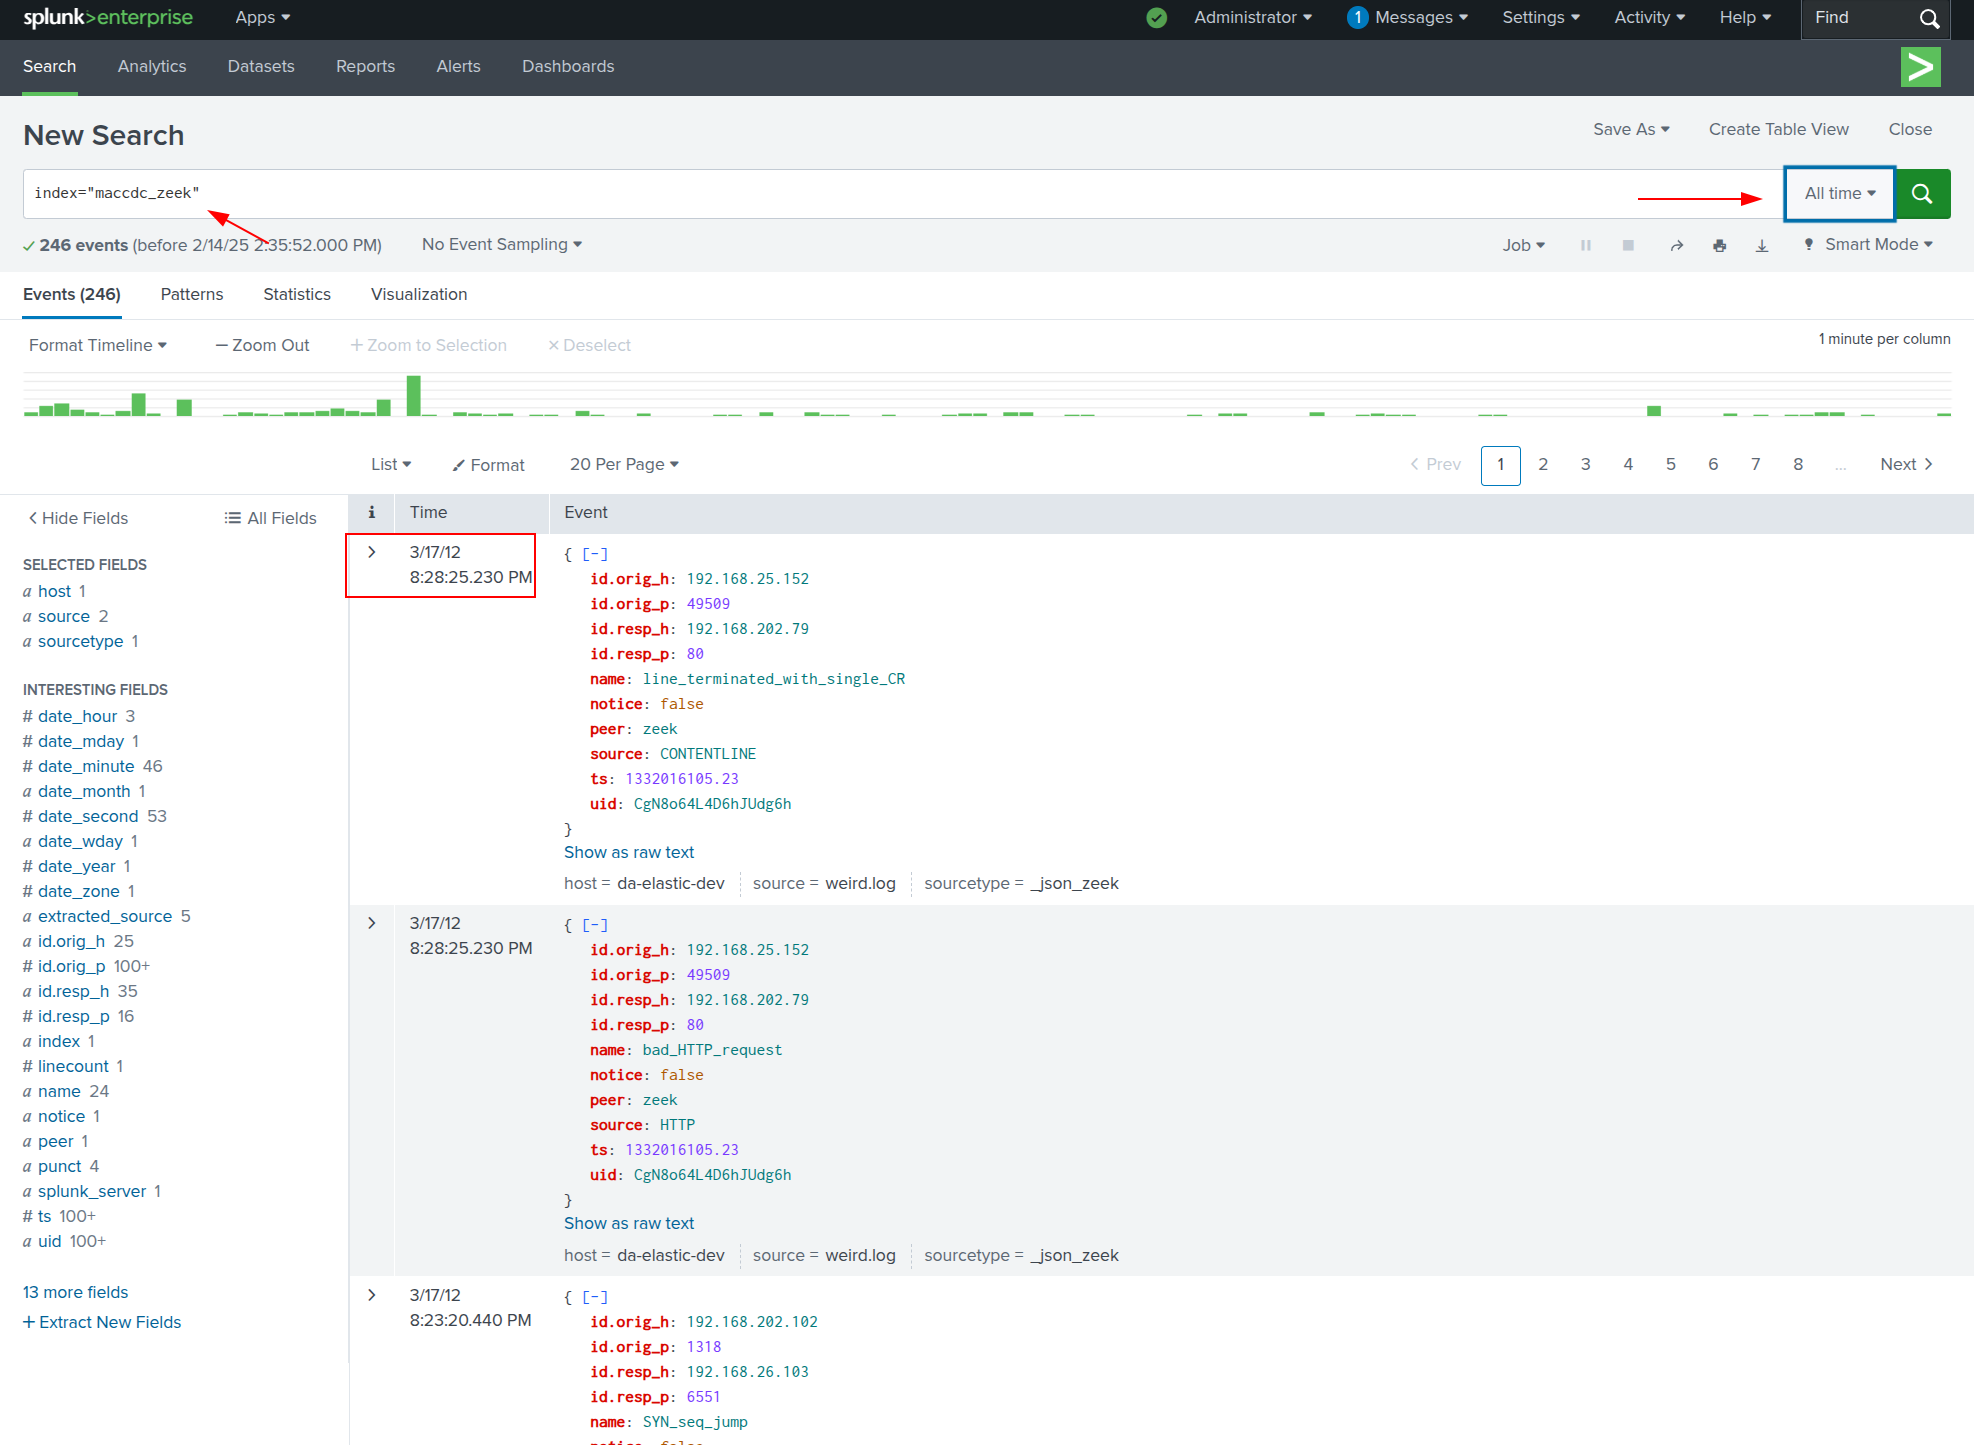 splunk>enterprise Apps Administrator 1 Messages Settings Activity Help Find
Search Analytics Datasets Reports Alerts Dashboards >
New Search Save As Create Table View Close
index="maccdc_zeek" All time
246 events (before 2/14/25 2:35:52.000 PM) No Event Sampling Job Smart Mode
Events (246) Patterns Statistics Visualization
Format Timeline — Zoom Out + Zoom to Selection × Deselect 1 minute per column
List Format 20 Per Page < Prev 1 2 3 4 5 6 7 8 ... Next >
< Hide Fields All Fields
SELECTED FIELDS
a host 1
a source 2
a sourcetype 1
INTERESTING FIELDS
# date_hour 3
# date_mday 1
# date_minute 46
a date_month 1
# date_second 53
a date_wday 1
# date_year 1
# date_zone 1
a extracted_source 5
a id.orig_h 25
# id.orig_p 100+
a id.resp_h 35
# id.resp_p 16
a index 1
# linecount 1
a name 24
a notice 1
a peer 1
a punct 4
a splunk_server 1
# ts 100+
a uid 100+
13 more fields
+ Extract New Fields
i Time Event
> 3/17/12
8:28:25.230 PM
{ [-]
id.orig_h: 192.168.25.152
id.orig_p: 49509
id.resp_h: 192.168.202.79
id.resp_p: 80
name: line_terminated_with_single_CR
notice: false
peer: zeek
source: CONTENTLINE
ts: 1332016105.23
uid: CgN8o64L4D6hJUdg6h
}
Show as raw text
host = da-elastic-dev source = weird.log sourcetype = _json_zeek
> 3/17/12
8:28:25.230 PM
{ [-]
id.orig_h: 192.168.25.152
id.orig_p: 49509
id.resp_h: 192.168.202.79
id.resp_p: 80
name: bad_HTTP_request
notice: false
peer: zeek
source: HTTP
ts: 1332016105.23
uid: CgN8o64L4D6hJUdg6h
}
Show as raw text
host = da-elastic-dev source = weird.log sourcetype = _json_zeek
> 3/17/12
8:23:20.440 PM
{ [-]
id.orig_h: 192.168.202.102
id.orig_p: 1318
id.resp_h: 192.168.26.103
id.resp_p: 6551
name: SYN_seq_jump